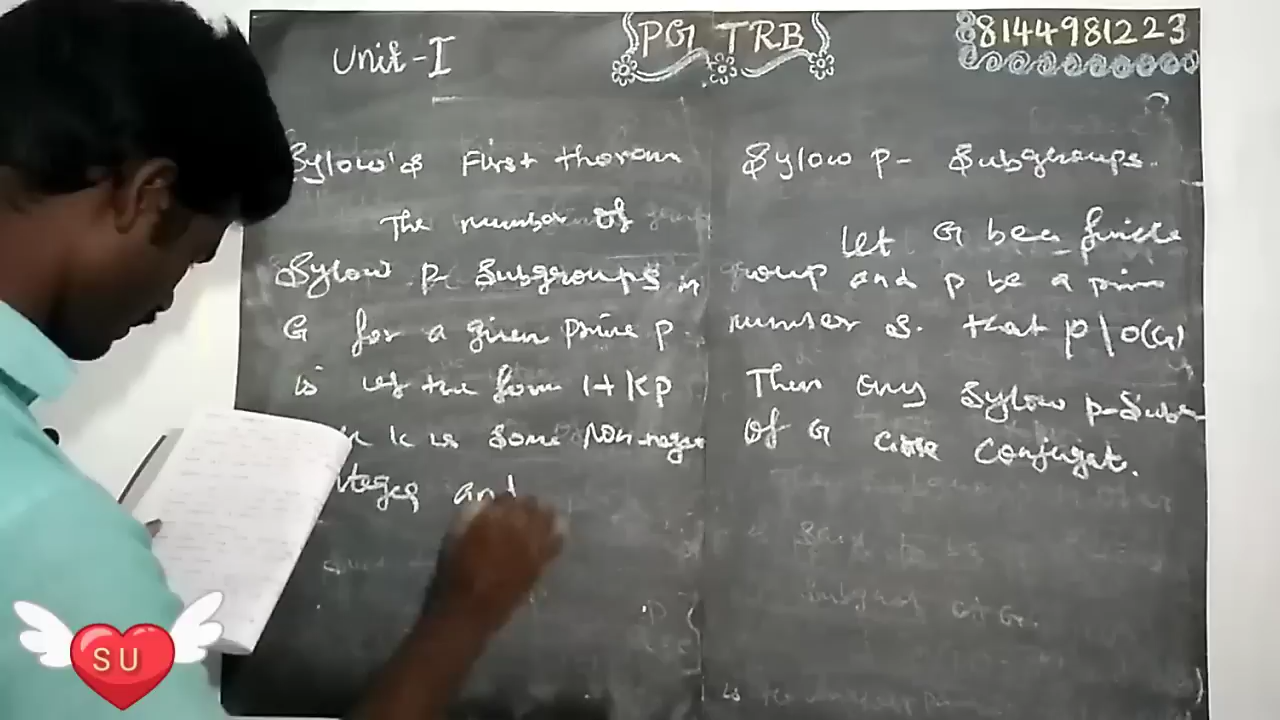 Unit-I
PG TRB
8144981223
Sylow's First thorem
The number of
Sylow p- Subgroups in
G for a given prime p
is of the form 1+kp
k is some Non-nega
nteger and
Sylow p- Subgroups.
Let G be a finite
group and p be a prime
number s. that p|o(G)
Then any Sylow p-Sub
of G are conjugat.
SU